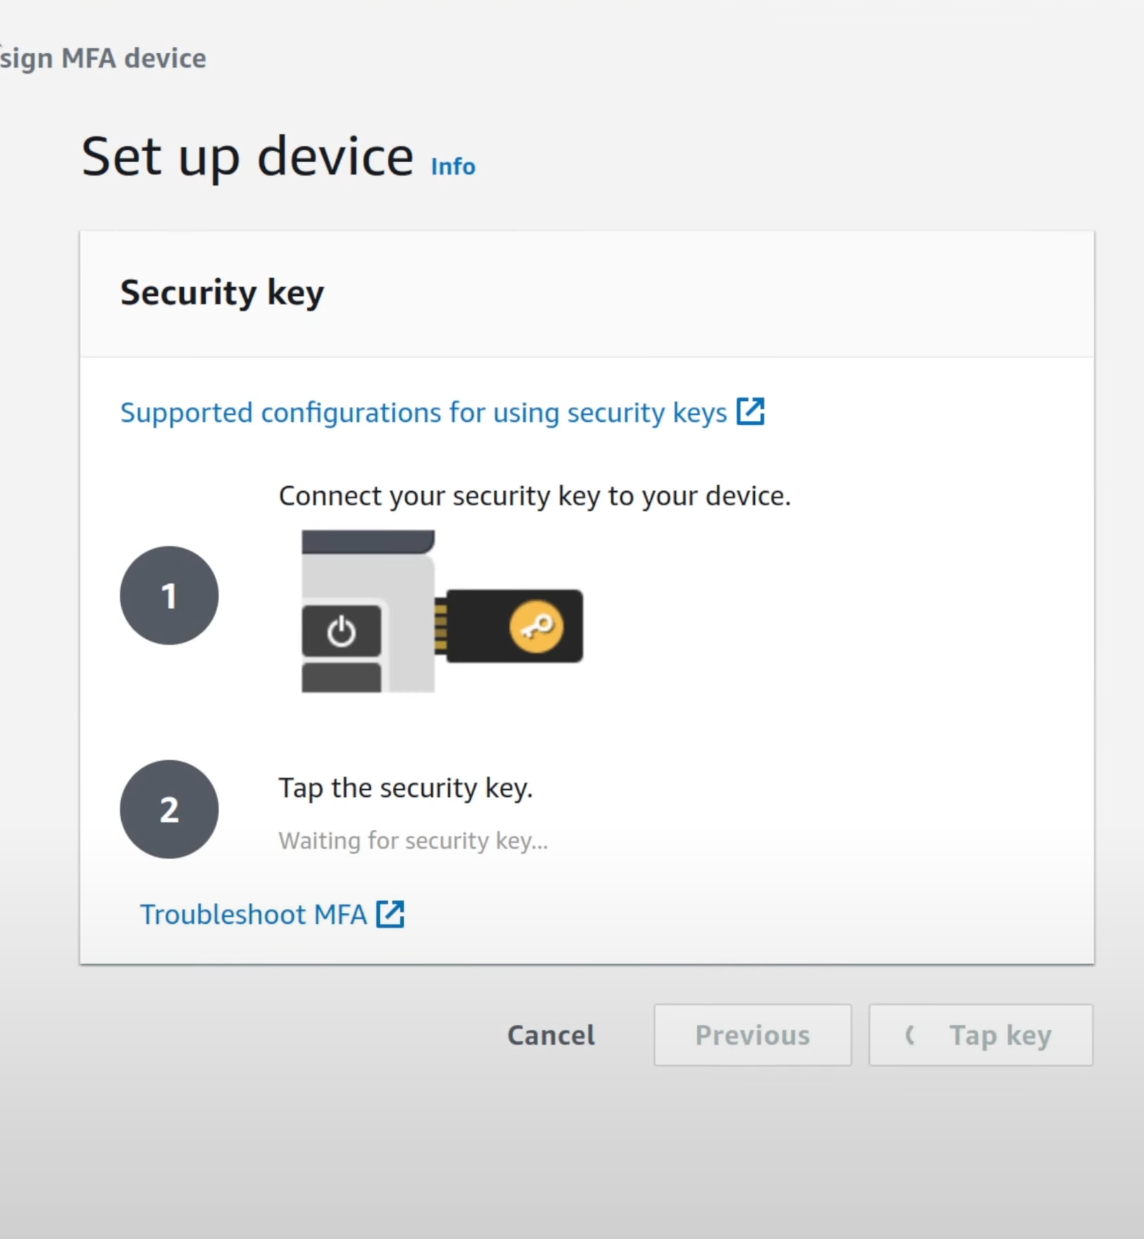 sign MFA device
Set up device Info
Security key
Supported configurations for using security keys
Connect your security key to your device.
1
2
Tap the security key.
Waiting for security key...
Troubleshoot MFA
Cancel
Previous
Tap key